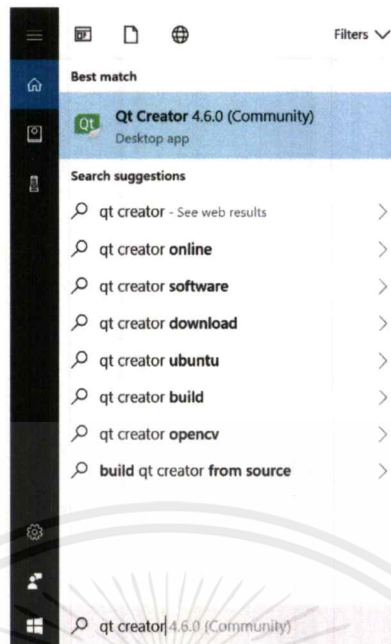 Filters
Best match
Qt
Qt Creator 4.6.0 (Community)
Desktop app
Search suggestions
qt creator - See web results
qt creator online
qt creator software
qt creator download
qt creator ubuntu
qt creator build
qt creator opencv
build qt creator from source
qt creator 4.6.0 (Community)